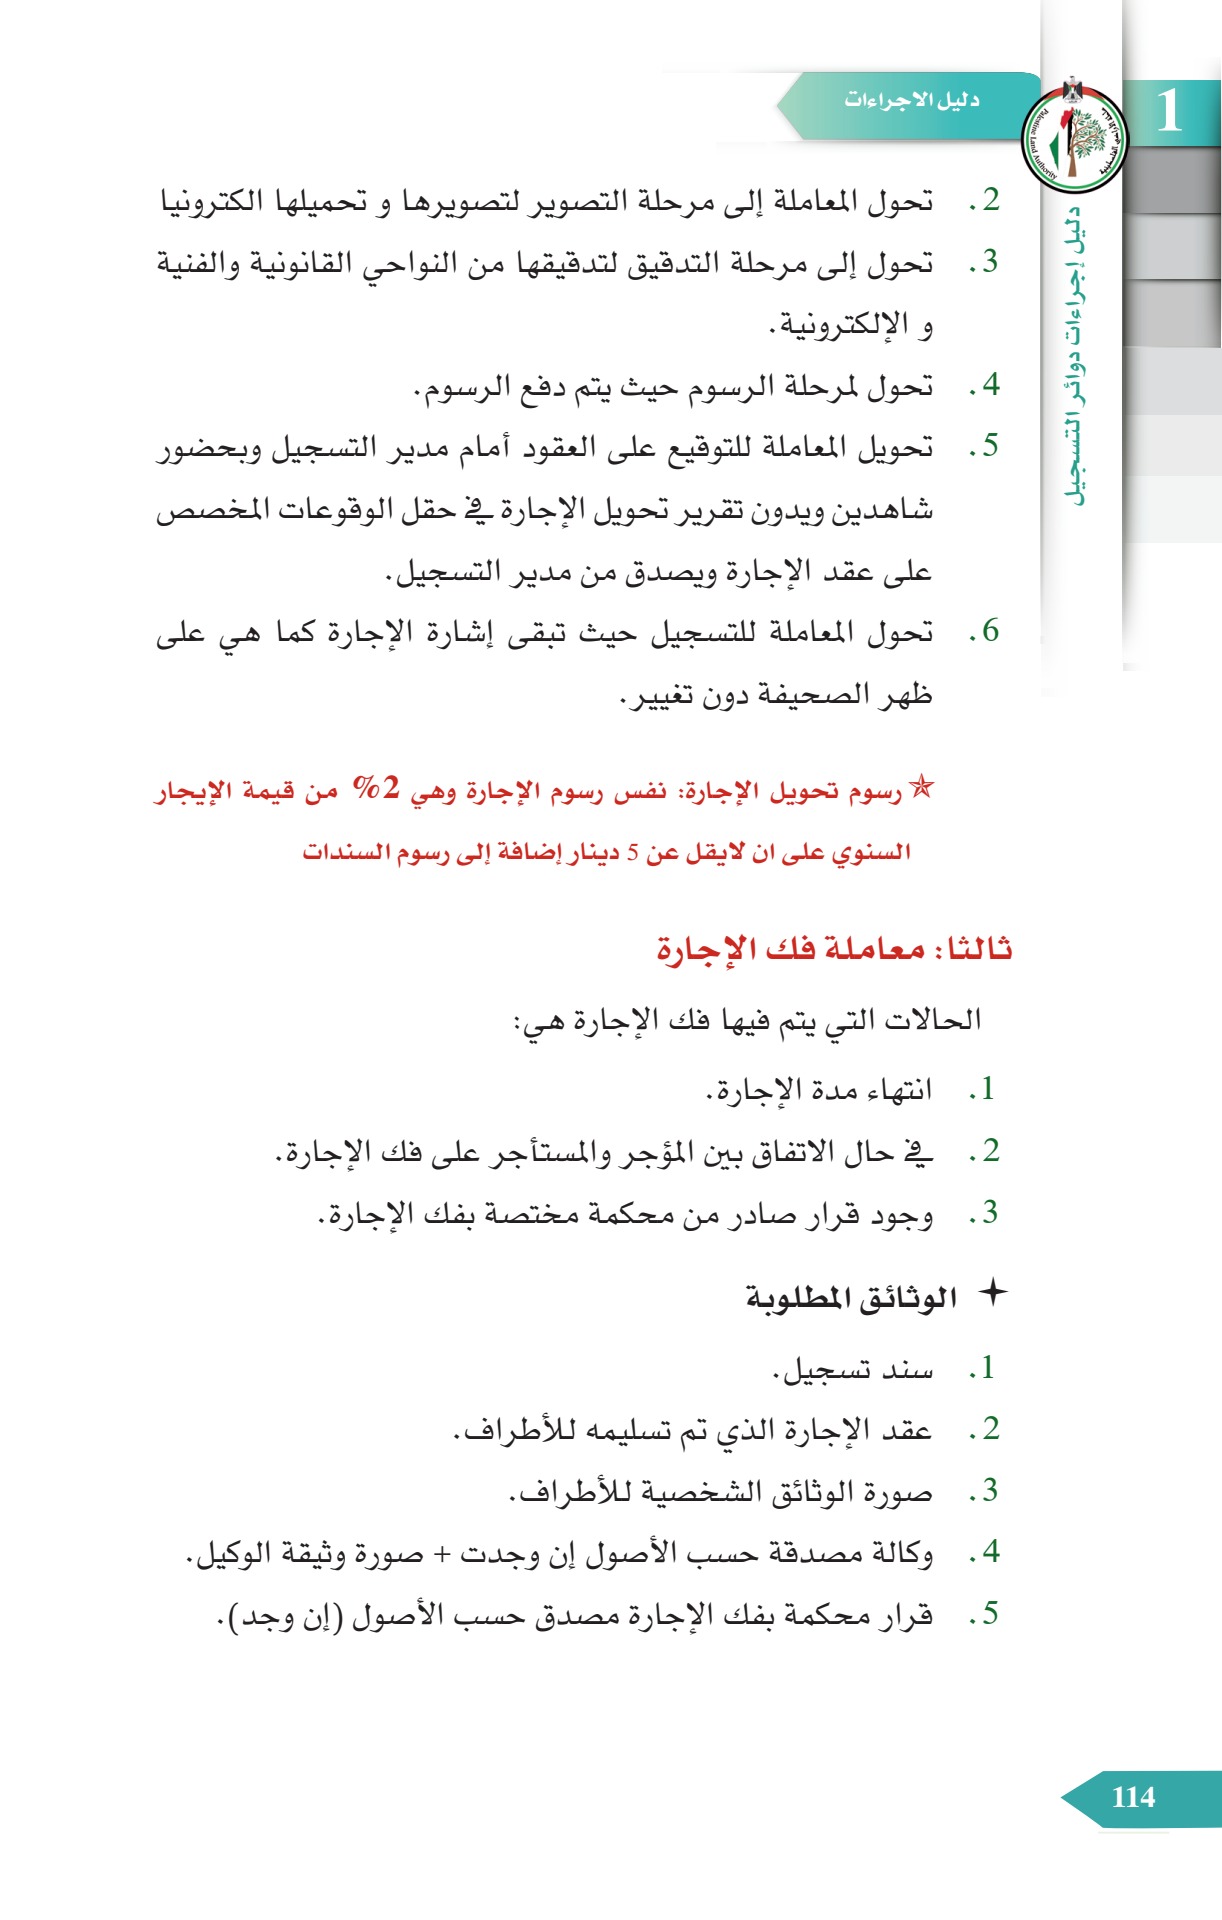 1
دليل الاجراءات
Palestine Land Authority
دليل إجراءات دوائر التسجيل
2. تحول المعاملة إلى مرحلة التصوير لتصويرها و تحميلها الكترونيا
3. تحول إلى مرحلة التدقيق لتدقيقها من النواحي القانونية والفنية
و الإلكترونية.
4. تحول لمرحلة الرسوم حيث يتم دفع الرسوم.
5. تحويل المعاملة للتوقيع على العقود أمام مدير التسجيل وبحضور
شاهدين ويدون تقرير تحويل الإجارة في حقل الوقوعات المخصص
على عقد الإجارة ويصدق من مدير التسجيل.
6. تحول المعاملة للتسجيل حيث تبقى إشارة الإجارة كما هي على
ظهر الصحيفة دون تغيير.
رسوم تحويل الإجارة: نفس رسوم الإجارة وهي 2% من قيمة الإيجار
السنوي على ان لايقل عن 5 دينار إضافة إلى رسوم السندات
ثالثا: معاملة فك الإجارة
الحالات التي يتم فيها فك الإجارة هي:
1. انتهاء مدة الإجارة.
2. في حال الاتفاق بين المؤجر والمستأجر على فك الإجارة.
3. وجود قرار صادر من محكمة مختصة بفك الإجارة.
الوثائق المطلوبة
1. سند تسجيل.
2. عقد الإجارة الذي تم تسليمه للأطراف.
3. صورة الوثائق الشخصية للأطراف.
4. وكالة مصدقة حسب الأصول إن وجدت + صورة وثيقة الوكيل.
5. قرار محكمة بفك الإجارة مصدق حسب الأصول (إن وجد).
114